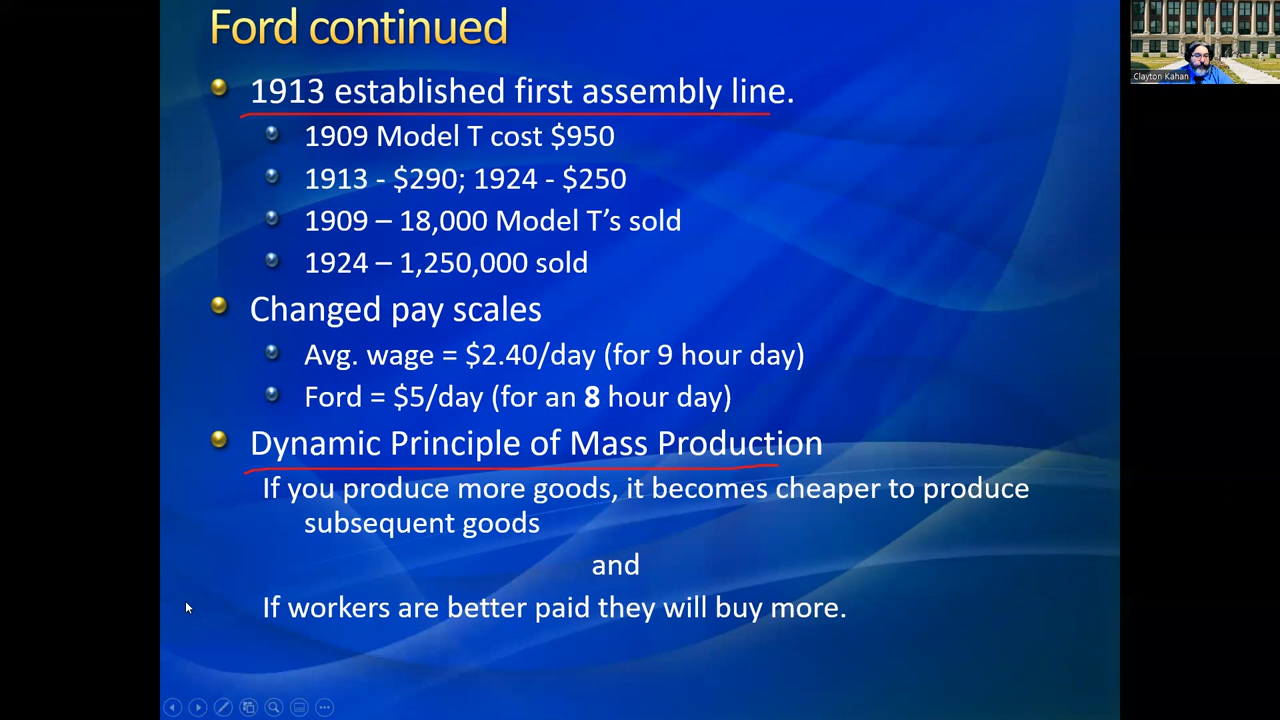 Ford continued
1913 established first assembly line.
1909 Model T cost $950
1913 - $290; 1924 - $250
1909 – 18,000 Model T’s sold
1924 – 1,250,000 sold
Changed pay scales
Avg. wage = $2.40/day (for 9 hour day)
Ford = $5/day (for an 8 hour day)
Dynamic Principle of Mass Production
If you produce more goods, it becomes cheaper to produce
subsequent goods
and
If workers are better paid they will buy more.
Clayton Kahan